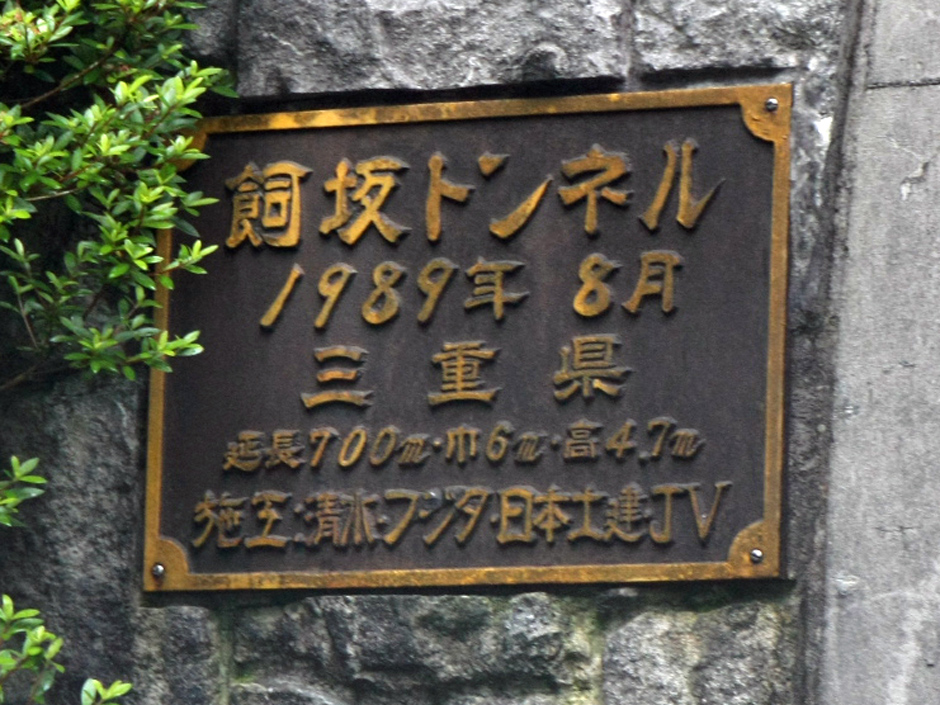 飼坂トンネル
1989年 8月
三重県
延長700m・巾6m・高4.7m
施工:清水・フジタ・日本土建JV